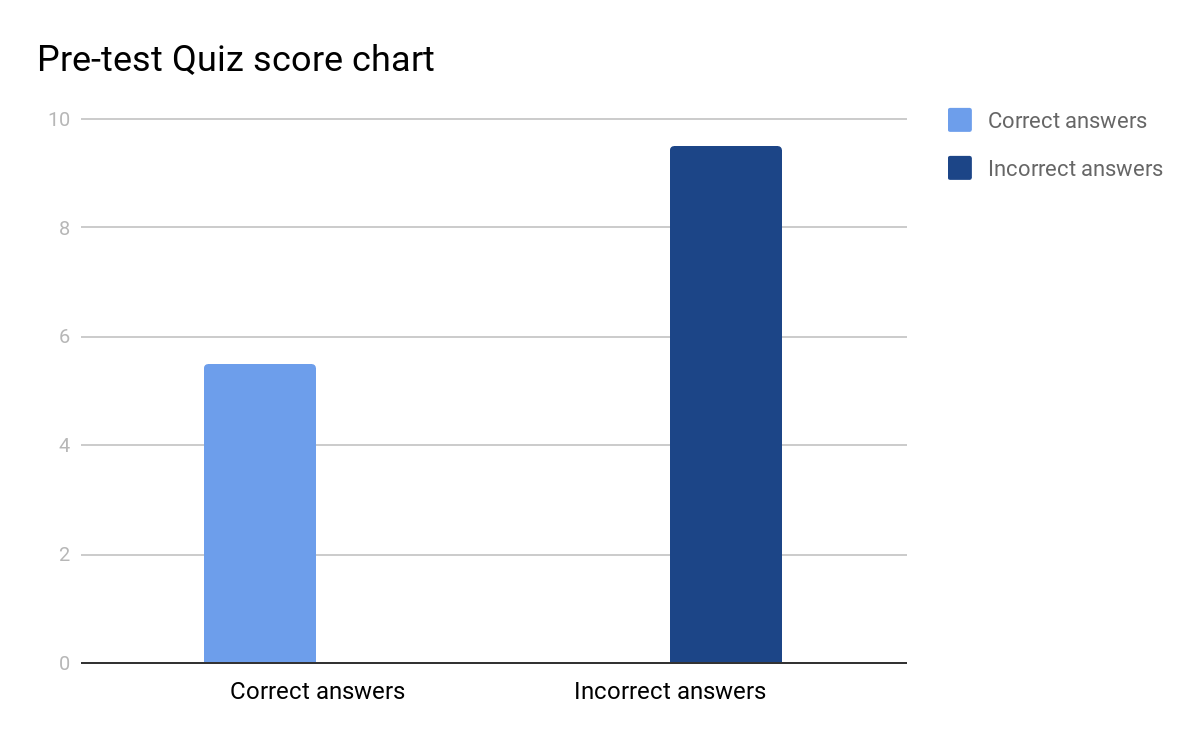 Pre-test Quiz score chart
10
8
6
4
2
0
Correct answers
Incorrect answers
Correct answers
Incorrect answers